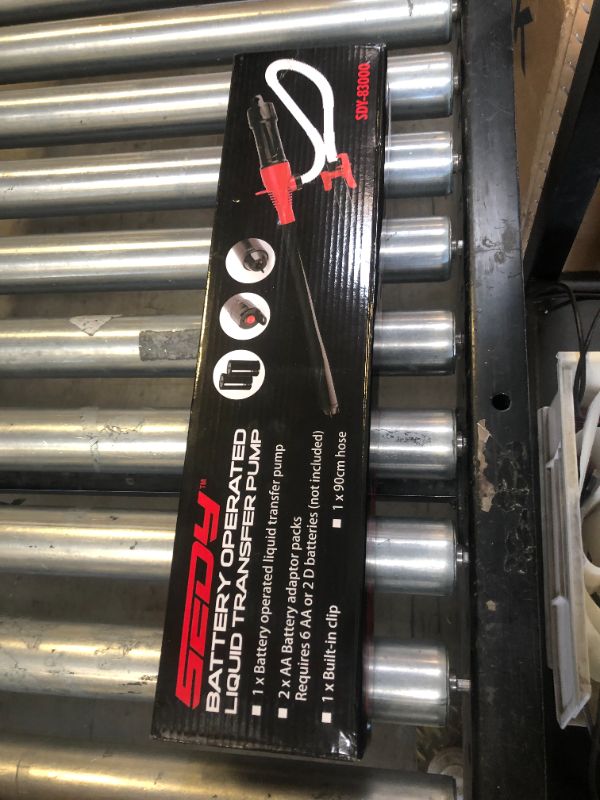 SEDY™
BATTERY OPERATED
LIQUID TRANSFER PUMP
1 x Battery operated liquid transfer pump
2 x AA Battery adaptor packs
Requires 6 AA or 2 D batteries (not included)
1 x Built-in clip
1 x 90cm hose
SDY-83000